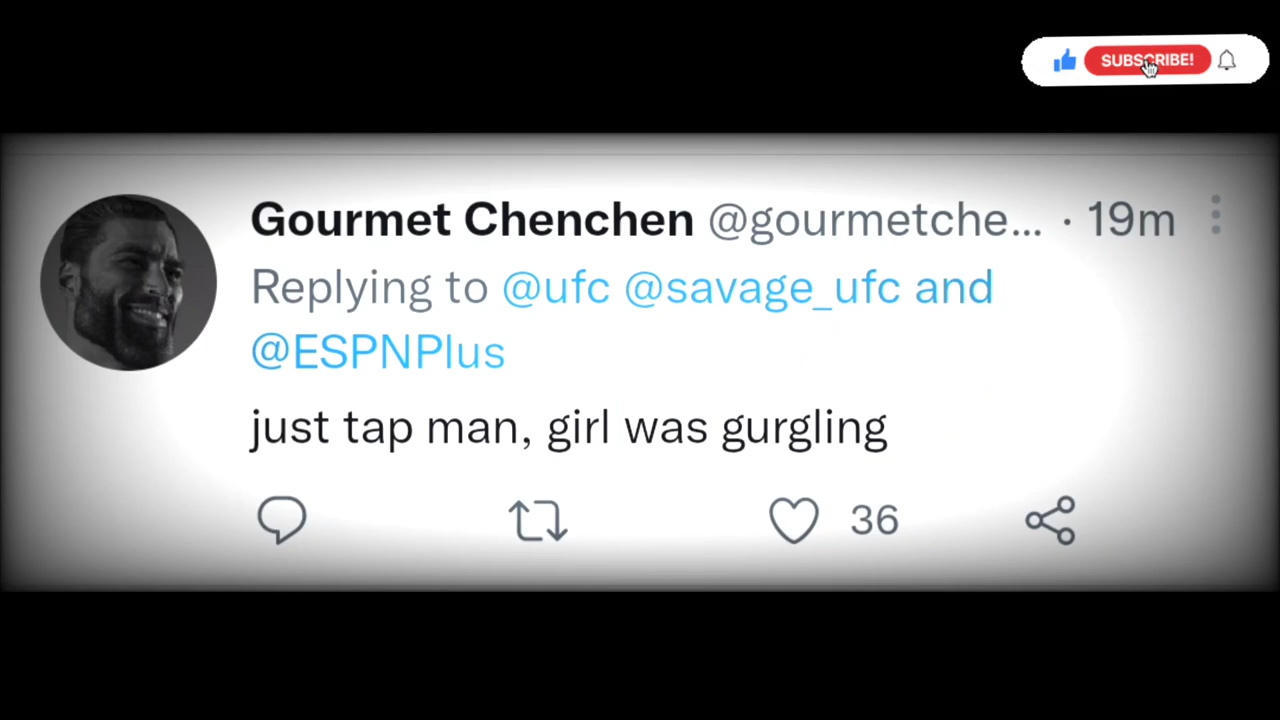 SUBSCRIBE!
Gourmet Chenchen @gourmetche... · 19m
Replying to @ufc @savage_ufc and
@ESPNPlus
just tap man, girl was gurgling
36